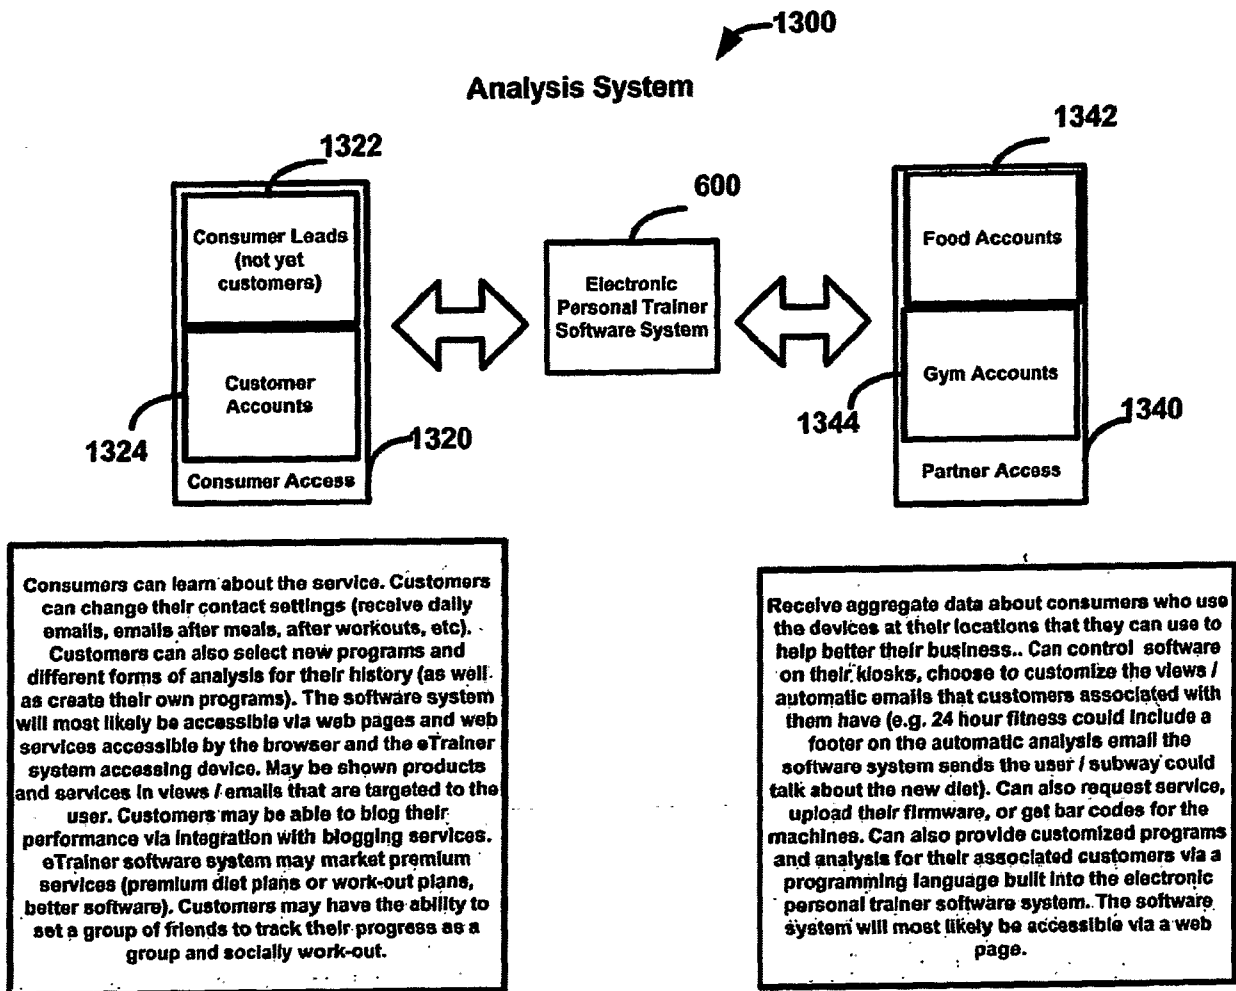 1300
Analysis System
1322
1342
600
Consumer Leads
(not yet
customers)
Food Accounts
Electronic
Personal Trainer
Software System
Customer
Accounts
Gym Accounts
1324
1320
1344
1340
Consumer Access
Partner Access
Consumers can learn about the service. Customers
can change their contact settings (receive daily
emails, emails after meals, after workouts, etc).
Customers can also select new programs and
different forms of analysis for their history (as well
as create their own programs). The software system
will most likely be accessible via web pages and web
services accessible by the browser and the eTrainer
system accessing device. May be shown products
and services in views / emails that are targeted to the
user. Customers may be able to blog their
performance via integration with blogging services.
eTrainer software system may market premium
services (premium diet plans or work-out plans,
better software). Customers may have the ability to
set a group of friends to track their progress as a
group and socially work-out.
Receive aggregate data about consumers who use
the devices at their locations that they can use to
help better their business.. Can control software
on their kiosks, choose to customize the views /
automatic emails that customers associated with
them have (e.g. 24 hour fitness could include a
footer on the automatic analysis email the
software system sends the user / subway could
talk about the new diet). Can also request service,
upload their firmware, or get bar codes for the
machines. Can also provide customized programs
and analysis for their associated customers via a
programming language built into the electronic
personal trainer software system. The software
system will most likely be accessible via a web
page.